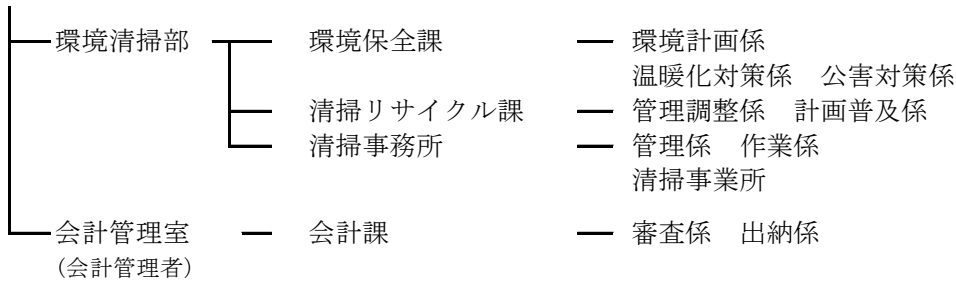 環境清掃部 環境保全課 環境計画係
温暖化対策係 公害対策係
清掃リサイクル課 管理調整係 計画普及係
清掃事務所 管理係 作業係
清掃事業所
会計管理室 会計課 審査係 出納係
(会計管理者)